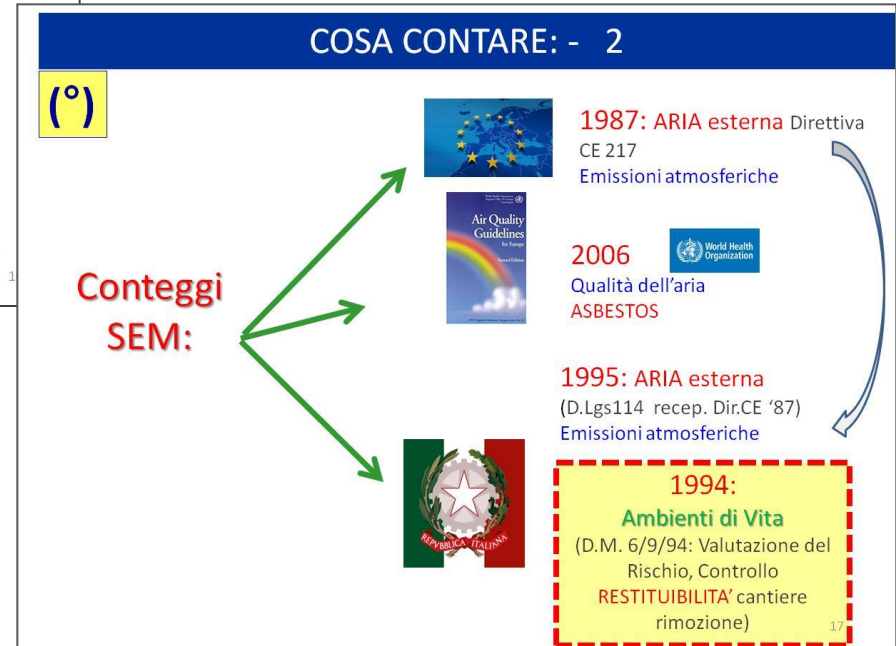 COSA CONTARE: - 2
(°)
Conteggi
SEM:
1987: ARIA esterna Direttiva
CE 217
Emissioni atmosferiche
Air Quality
Guidelines
for Europe
Second Edition
2006
World Health
Organization
Qualità dell'aria
ASBESTOS
1995: ARIA esterna
(D.Lgs114 recep. Dir.CE '87)
Emissioni atmosferiche
REPVBBLICA ITALIANA
1994:
Ambienti di Vita
(D.M. 6/9/94: Valutazione del
Rischio, Controllo
RESTITUIBILITA' cantiere
rimozione)
17